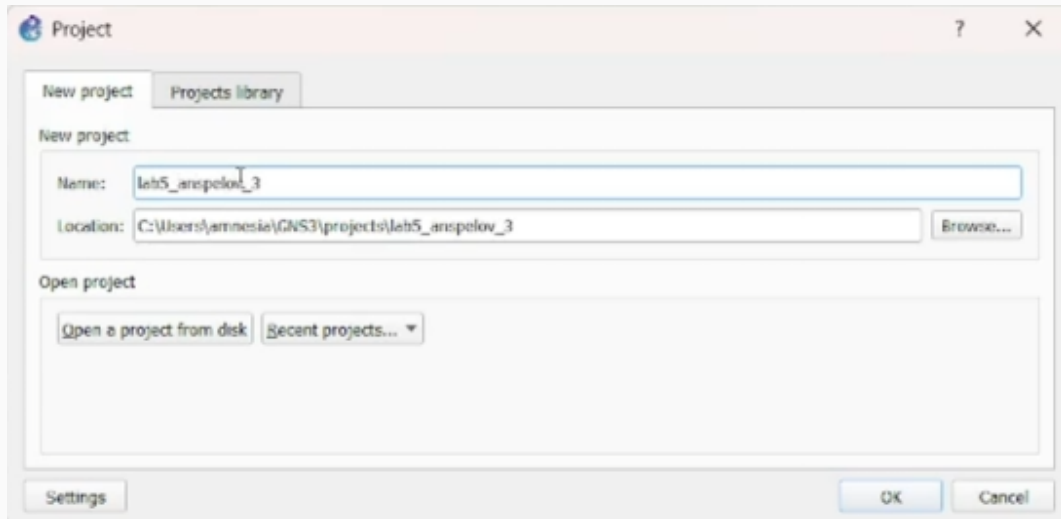 Project ?
New project Projects library
New project
Name: lab5_anspelov_3
Location: C:\Users\amnesia\GNS3\projects\lab5_anspelov_3 Browse...
Open project
Open a project from disk Recent projects...
Settings OK Cancel